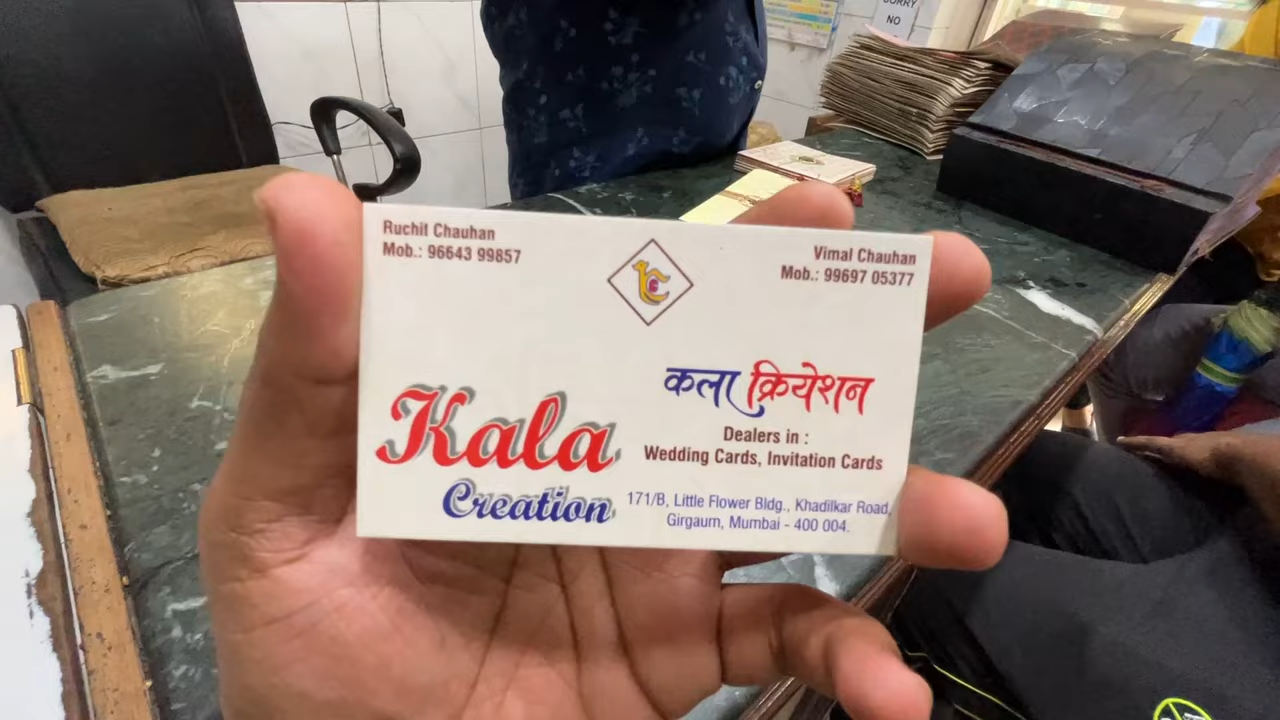 SORRY
NO
Ruchit Chauhan
Mob.: 96643 99857
Vimal Chauhan
Mob.: 99697 05377
कला क्रियेशन
Kala
Creation
Dealers in :
Wedding Cards, Invitation Cards
171/B, Little Flower Bldg., Khadilkar Road,
Girgaum, Mumbai - 400 004.